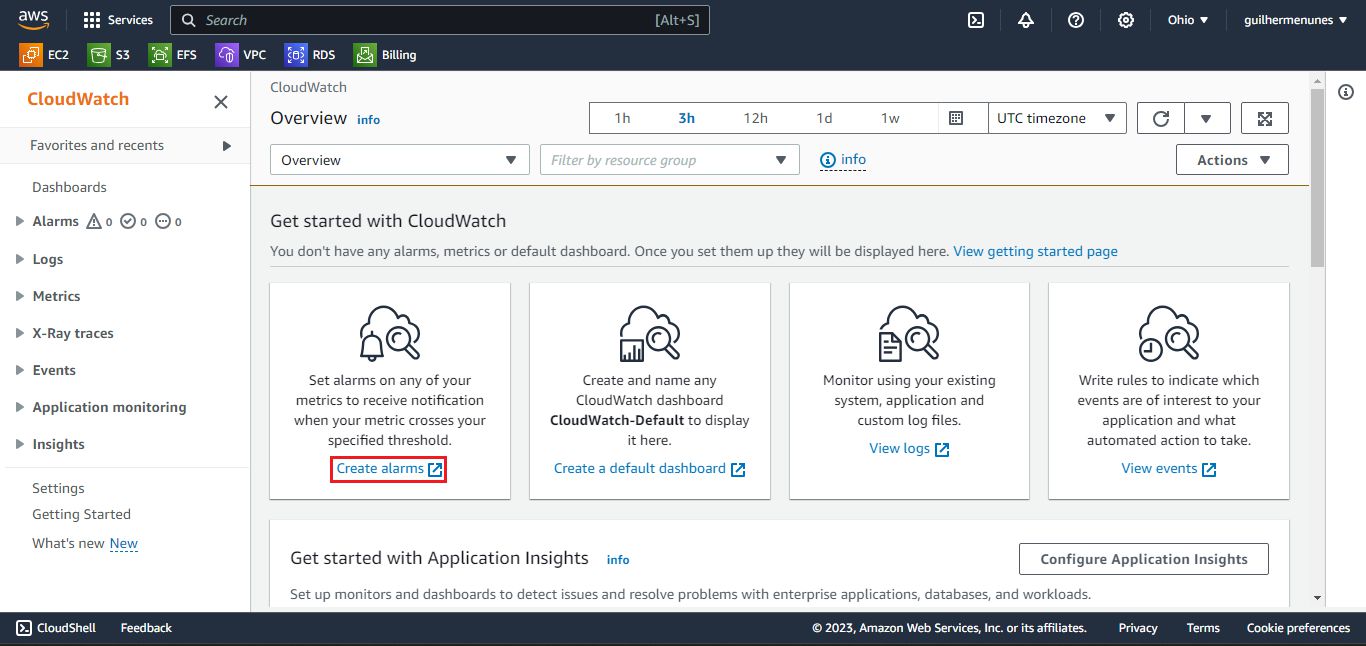 aws Services Search [Alt+S] Ohio guilhermenunes
EC2 S3 EFS VPC RDS Billing
CloudWatch
Favorites and recents
Dashboards
Alarms 0 0 0
Logs
Metrics
X-Ray traces
Events
Application monitoring
Insights
Settings
Getting Started
What's new New
CloudWatch
Overview info
1h 3h 12h 1d 1w UTC timezone
Overview Filter by resource group info Actions
Get started with CloudWatch
You don't have any alarms, metrics or default dashboard. Once you set them up they will be displayed here. View getting started page
Set alarms on any of your
metrics to receive notification
when your metric crosses your
specified threshold.
Create alarms
Create and name any
CloudWatch dashboard
CloudWatch-Default to display
it here.
Create a default dashboard
Monitor using your existing
system, application and
custom log files.
View logs
Write rules to indicate which
events are of interest to your
application and what
automated action to take.
View events
Get started with Application Insights info Configure Application Insights
Set up monitors and dashboards to detect issues and resolve problems with enterprise applications, databases, and workloads.
CloudShell Feedback © 2023, Amazon Web Services, Inc. or its affiliates. Privacy Terms Cookie preferences